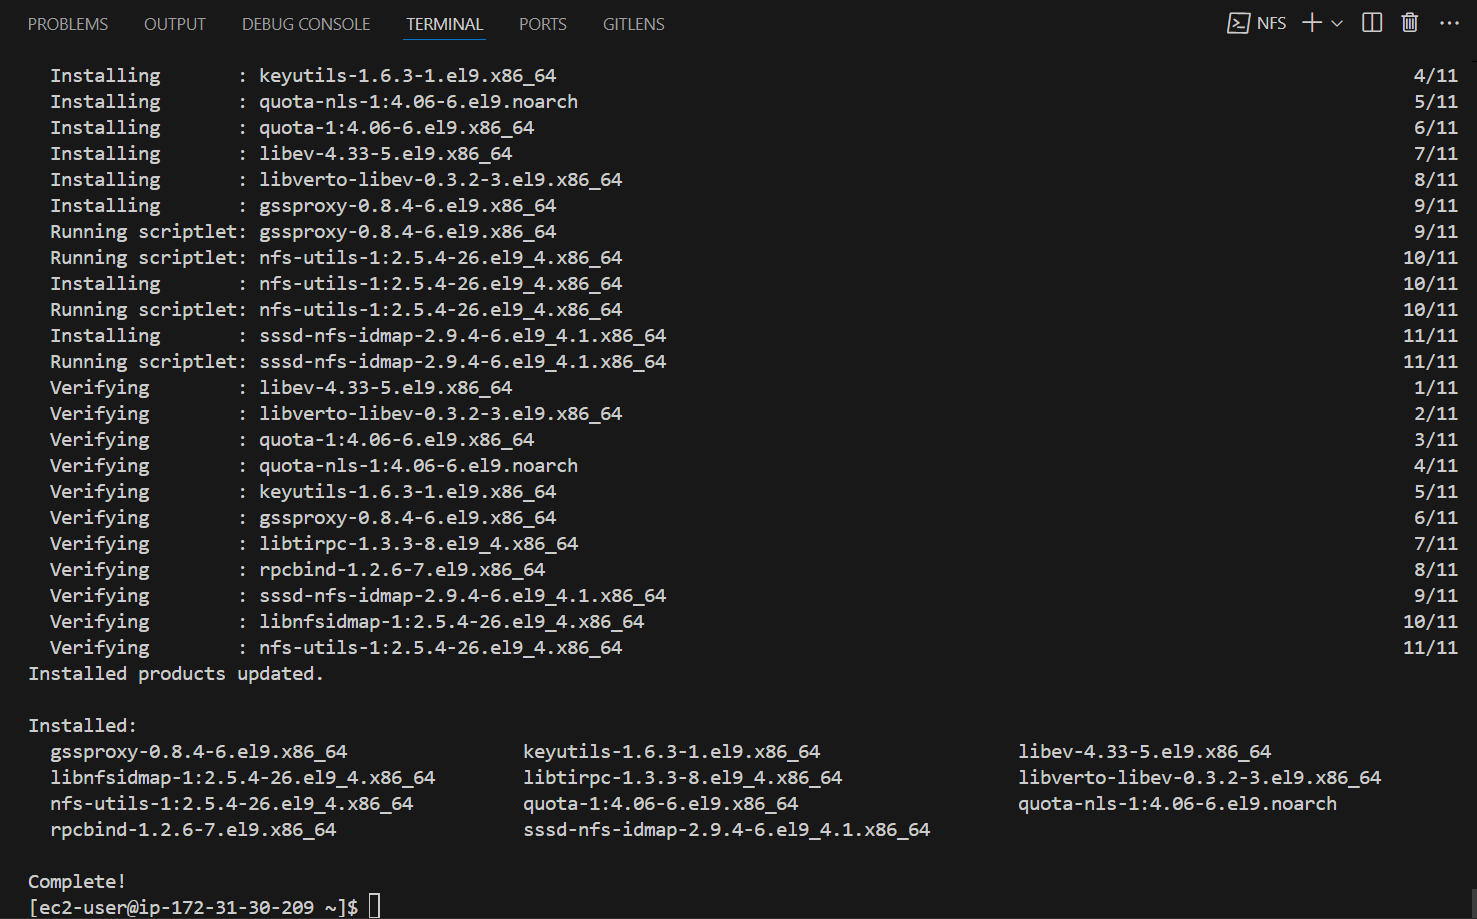 PROBLEMS OUTPUT DEBUG CONSOLE TERMINAL PORTS GITLENS NFS
Installing : keyutils-1.6.3-1.el9.x86_64 4/11
Installing : quota-nls-1:4.06-6.el9.noarch 5/11
Installing : quota-1:4.06-6.el9.x86_64 6/11
Installing : libev-4.33-5.el9.x86_64 7/11
Installing : libverto-libev-0.3.2-3.el9.x86_64 8/11
Installing : gssproxy-0.8.4-6.el9.x86_64 9/11
Running scriptlet: gssproxy-0.8.4-6.el9.x86_64 9/11
Running scriptlet: nfs-utils-1:2.5.4-26.el9_4.x86_64 10/11
Installing : nfs-utils-1:2.5.4-26.el9_4.x86_64 10/11
Running scriptlet: nfs-utils-1:2.5.4-26.el9_4.x86_64 10/11
Installing : sssd-nfs-idmap-2.9.4-6.el9_4.1.x86_64 11/11
Running scriptlet: sssd-nfs-idmap-2.9.4-6.el9_4.1.x86_64 11/11
Verifying : libev-4.33-5.el9.x86_64 1/11
Verifying : libverto-libev-0.3.2-3.el9.x86_64 2/11
Verifying : quota-1:4.06-6.el9.x86_64 3/11
Verifying : quota-nls-1:4.06-6.el9.noarch 4/11
Verifying : keyutils-1.6.3-1.el9.x86_64 5/11
Verifying : gssproxy-0.8.4-6.el9.x86_64 6/11
Verifying : libtirpc-1.3.3-8.el9_4.x86_64 7/11
Verifying : rpcbind-1.2.6-7.el9.x86_64 8/11
Verifying : sssd-nfs-idmap-2.9.4-6.el9_4.1.x86_64 9/11
Verifying : libnfsidmap-1:2.5.4-26.el9_4.x86_64 10/11
Verifying : nfs-utils-1:2.5.4-26.el9_4.x86_64 11/11
Installed products updated.
Installed:
gssproxy-0.8.4-6.el9.x86_64 keyutils-1.6.3-1.el9.x86_64 libev-4.33-5.el9.x86_64
libnfsidmap-1:2.5.4-26.el9_4.x86_64 libtirpc-1.3.3-8.el9_4.x86_64 libverto-libev-0.3.2-3.el9.x86_64
nfs-utils-1:2.5.4-26.el9_4.x86_64 quota-1:4.06-6.el9.x86_64 quota-nls-1:4.06-6.el9.noarch
rpcbind-1.2.6-7.el9.x86_64 sssd-nfs-idmap-2.9.4-6.el9_4.1.x86_64
Complete!
[ec2-user@ip-172-31-30-209 ~]$